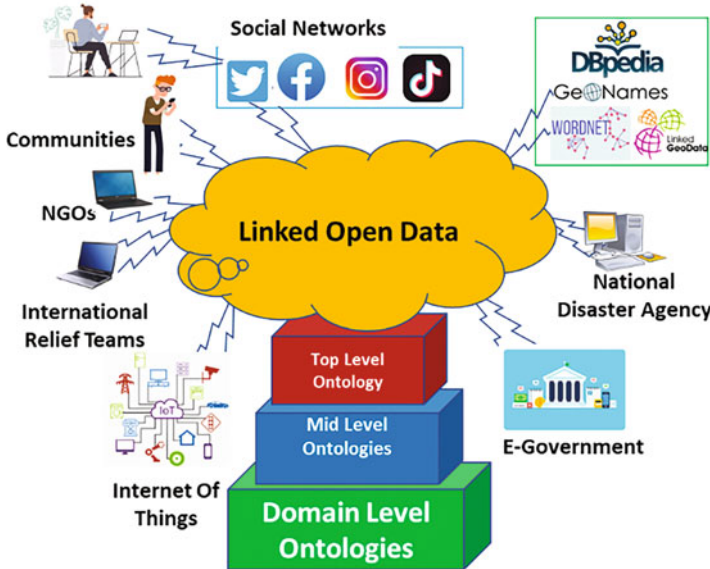 Social Networks
DBpedia
GeoNames
WORDNET
Linked
GeoData
Communities
NGOs
Linked Open Data
International
Relief Teams
National
Disaster Agency
Top Level
Ontology
IoT
Mid Level
Ontologies
E-Government
Internet Of
Things
Domain Level
Ontologies